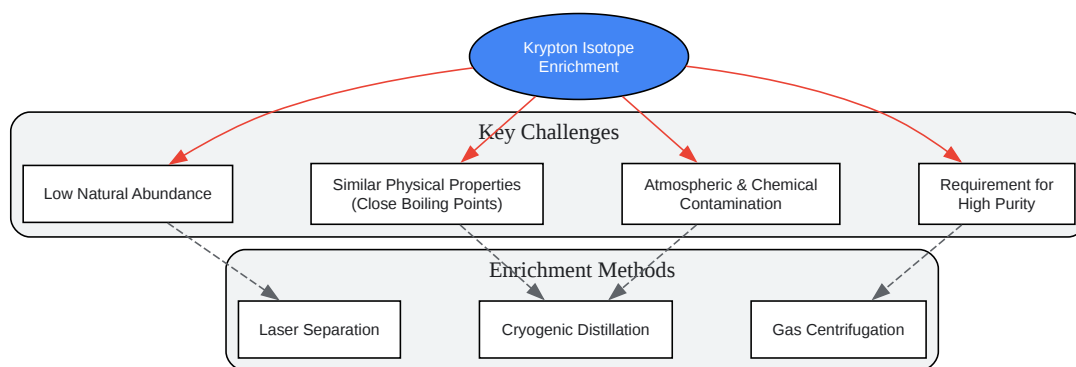 Krypton Isotope
Enrichment
Key Challenges
Low Natural Abundance
Similar Physical Properties
(Close Boiling Points)
Atmospheric & Chemical
Contamination
Requirement for
High Purity
Enrichment Methods
Laser Separation
Cryogenic Distillation
Gas Centrifugation